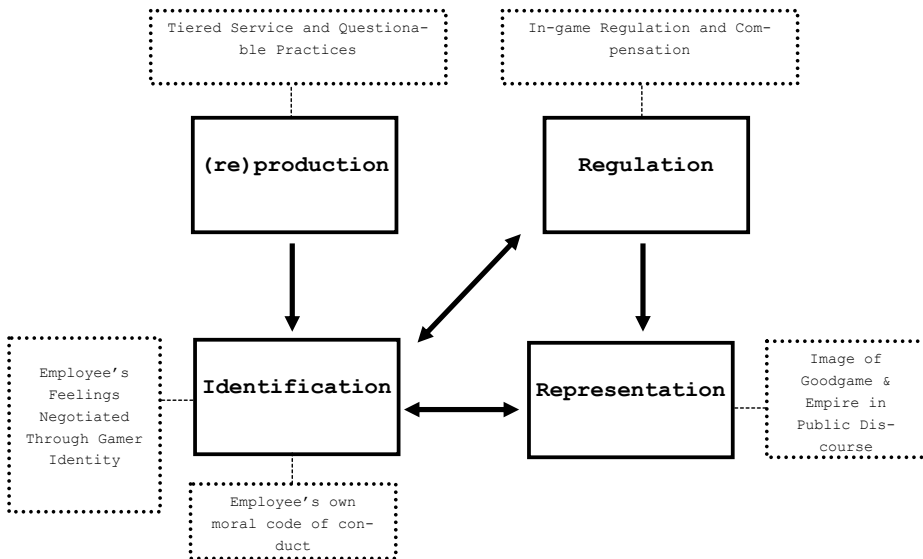 Tiered Service and Questiona-
ble Practices
In-game Regulation and Com-
pensation
(re)production
Regulation
Employee’s
Feelings
Negotiated
Through Gamer
Identity
Identification
Representation
Image of
Goodgame &
Empire in
Public Dis-
course
Employee’s own
moral code of con-
duct